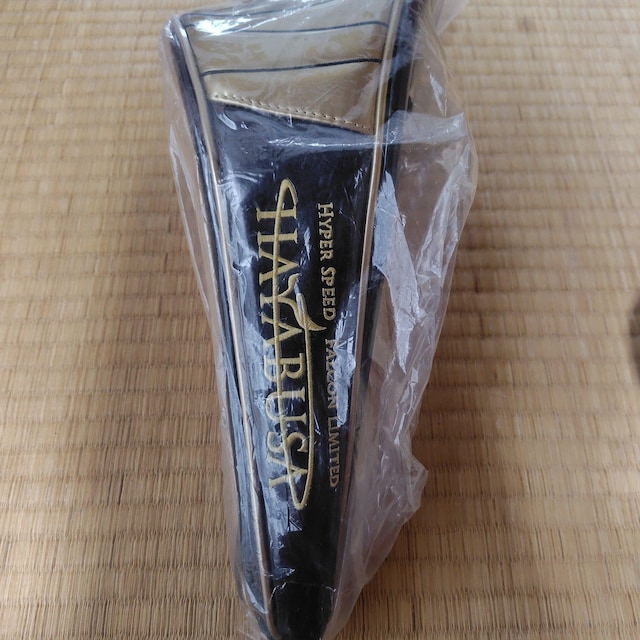 HYPER SPEED FALCON LIMITED
HAYABUSA